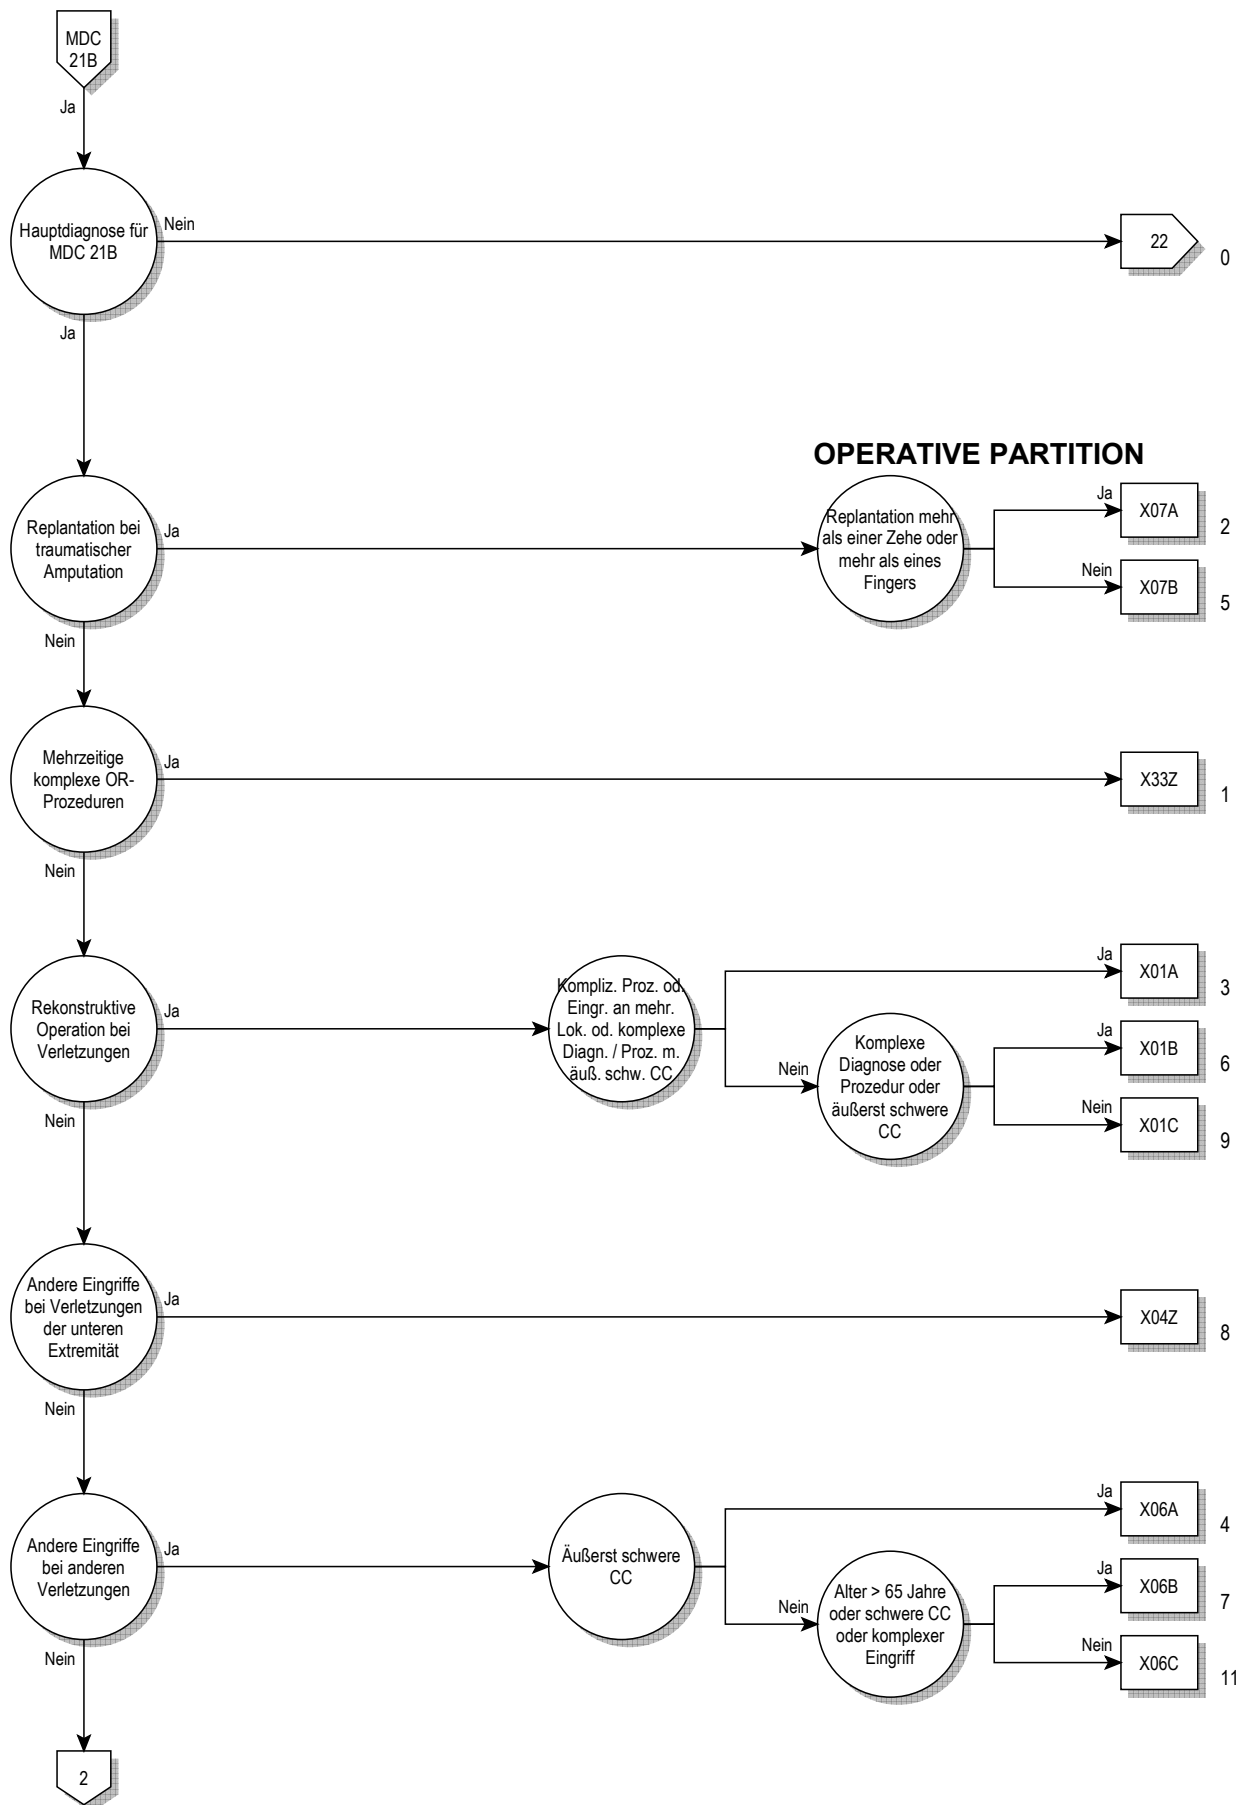 MDC
21B
Ja
Hauptdiagnose für
MDC 21B
Nein
22
0
Ja
OPERATIVE PARTITION
Replantation bei
traumatischer
Amputation
Ja
Replantation mehr
als einer Zehe oder
mehr als eines
Fingers
Ja
X07A
2
Nein
X07B
5
Nein
Mehrzeitige
komplexe OR-
Prozeduren
Ja
X33Z
1
Nein
Rekonstruktive
Operation bei
Verletzungen
Ja
Kompliz. Proz. od.
Eingr. an mehr.
Lok. od. komplexe
Diagn. / Proz. m.
äuß. schw. CC
Ja
X01A
3
Nein
Komplexe
Diagnose oder
Prozedur oder
äußerst schwere
CC
Ja
X01B
6
Nein
X01C
9
Nein
Andere Eingriffe
bei Verletzungen
der unteren
Extremität
Ja
X04Z
8
Nein
Andere Eingriffe
bei anderen
Verletzungen
Ja
Äußerst schwere
CC
Ja
X06A
4
Nein
Alter > 65 Jahre
oder schwere CC
oder komplexer
Eingriff
Ja
X06B
7
Nein
X06C
11
Nein
2